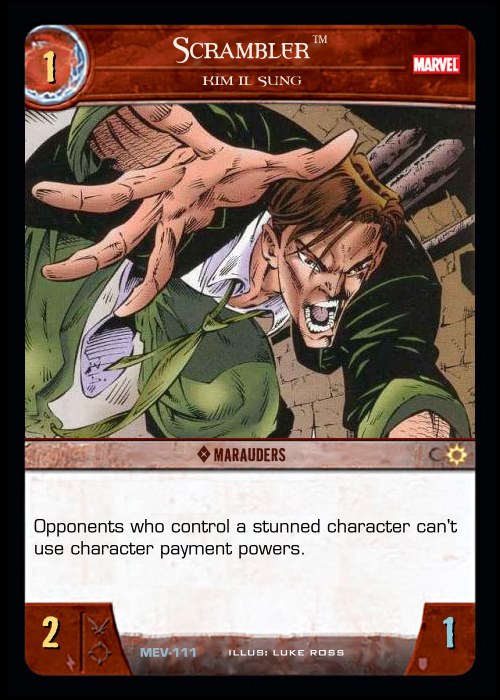 1
SCRAMBLER™
KIM IL SUNG
MARVEL
MARAUDERS
C
Opponents who control a stunned character can't
use character payment powers.
2
MEV-111
ILLUS: LUKE ROSS
1